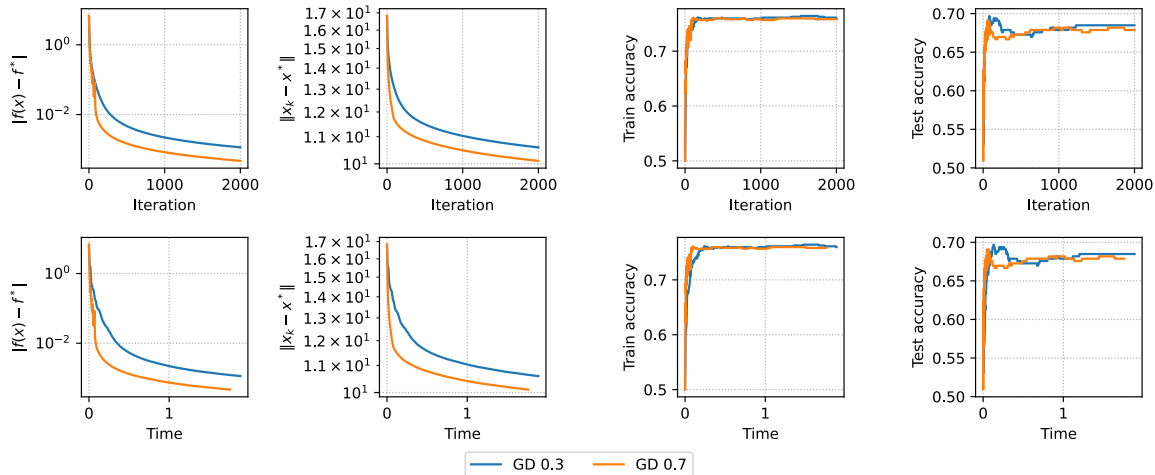 |f(x) − f*|
10⁰
10⁻²
0 1000 2000
Iteration
‖xₖ − x*‖
1.7 × 10¹
1.6 × 10¹
1.5 × 10¹
1.4 × 10¹
1.3 × 10¹
1.2 × 10¹
1.1 × 10¹
10¹
0 1000 2000
Iteration
Train accuracy
0.7
0.6
0.5
0 1000 2000
Iteration
Test accuracy
0.70
0.65
0.60
0.55
0.50
0 1000 2000
Iteration
|f(x) − f*|
10⁰
10⁻²
0 1
Time
‖xₖ − x*‖
1.7 × 10¹
1.6 × 10¹
1.5 × 10¹
1.4 × 10¹
1.3 × 10¹
1.2 × 10¹
1.1 × 10¹
10¹
0 1
Time
Train accuracy
0.7
0.6
0.5
0 1
Time
Test accuracy
0.70
0.65
0.60
0.55
0.50
0 1
Time
GD 0.3 GD 0.7